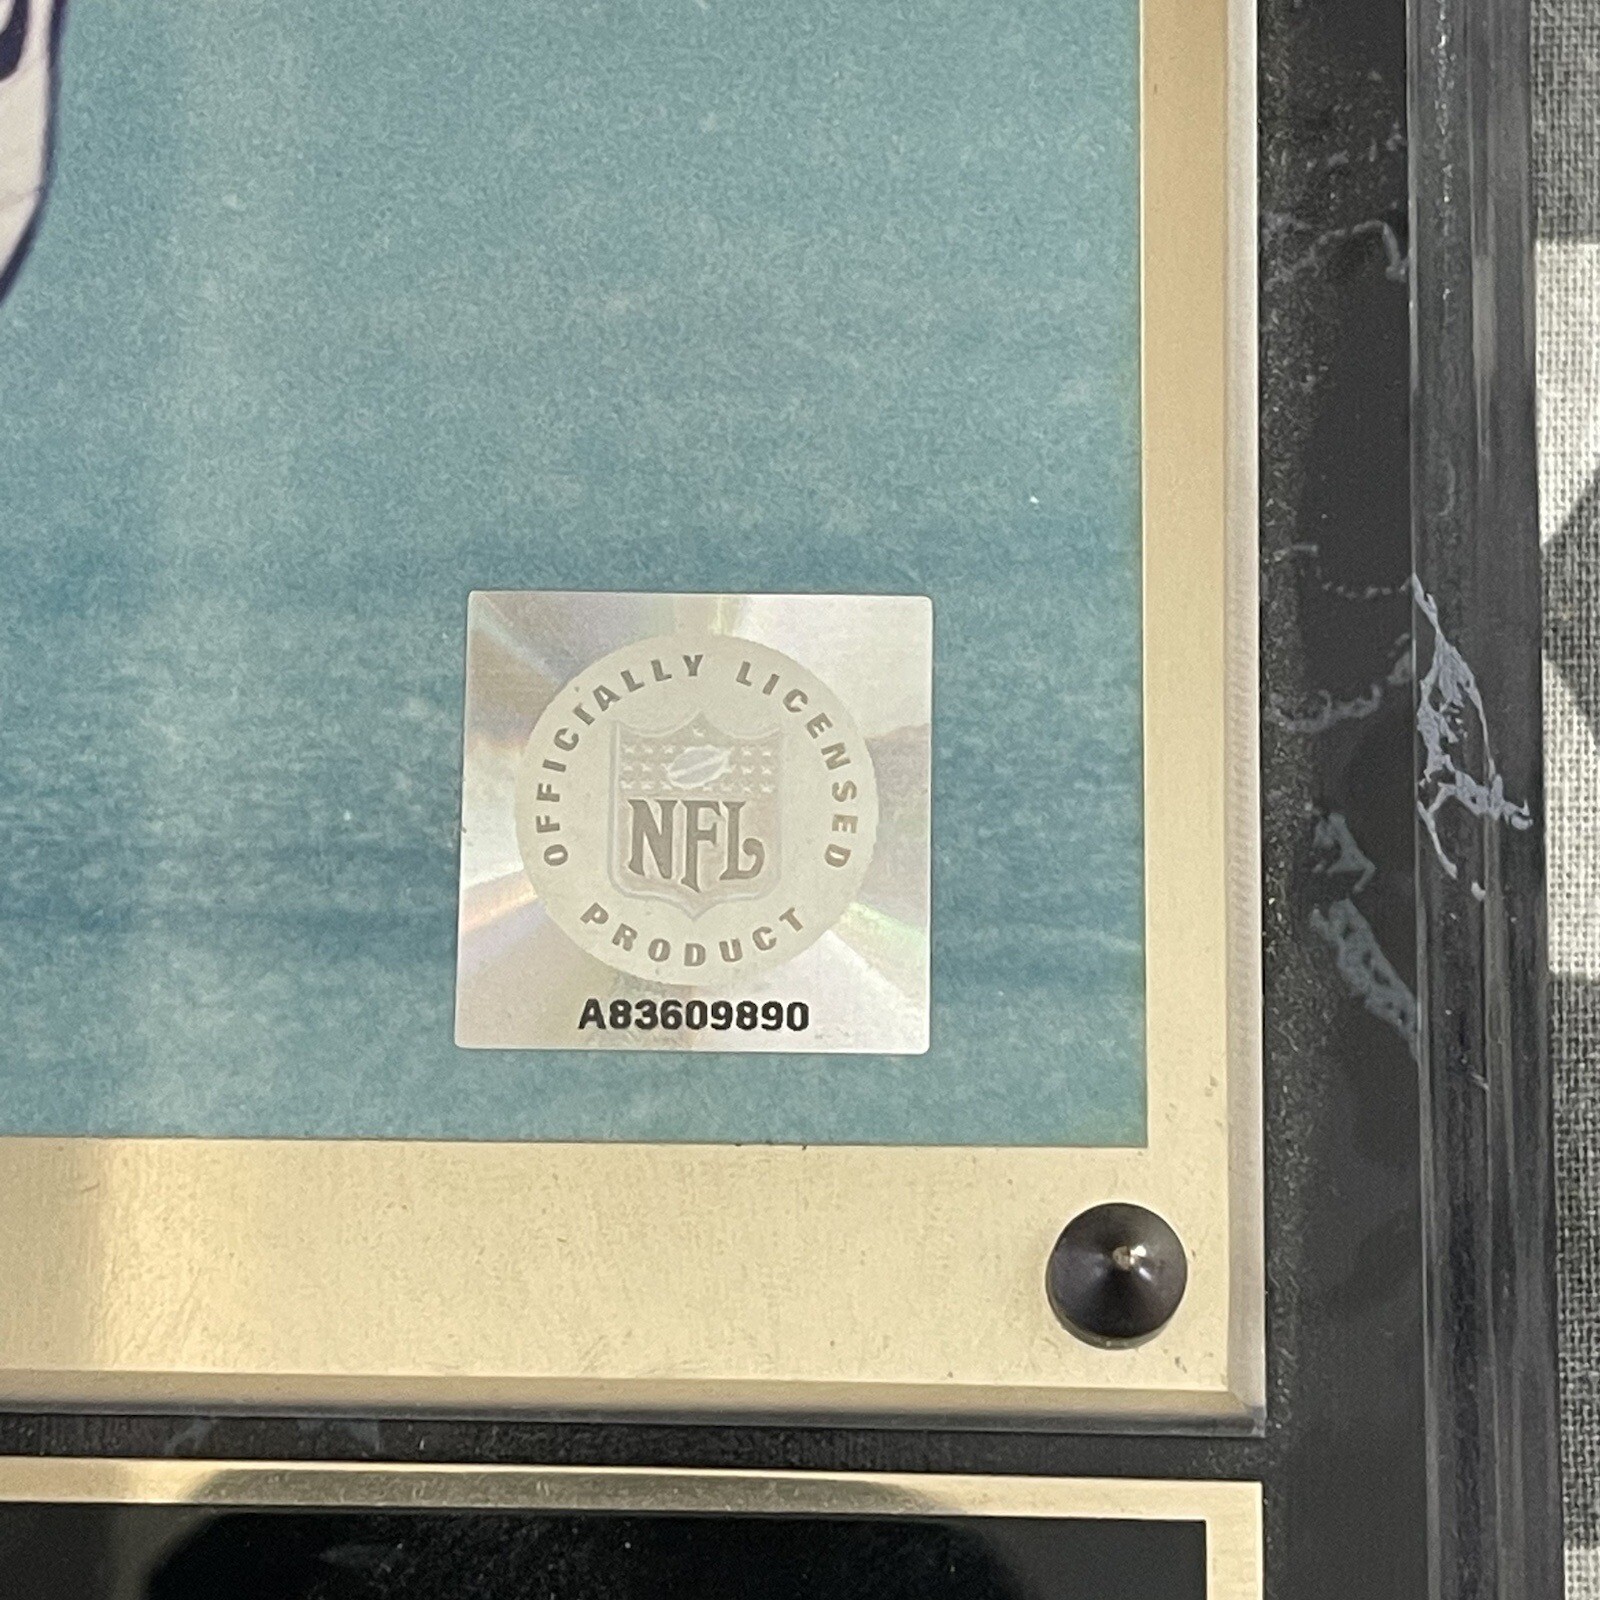 OFFICIALLY LICENSED
NFL
PRODUCT
A83609890